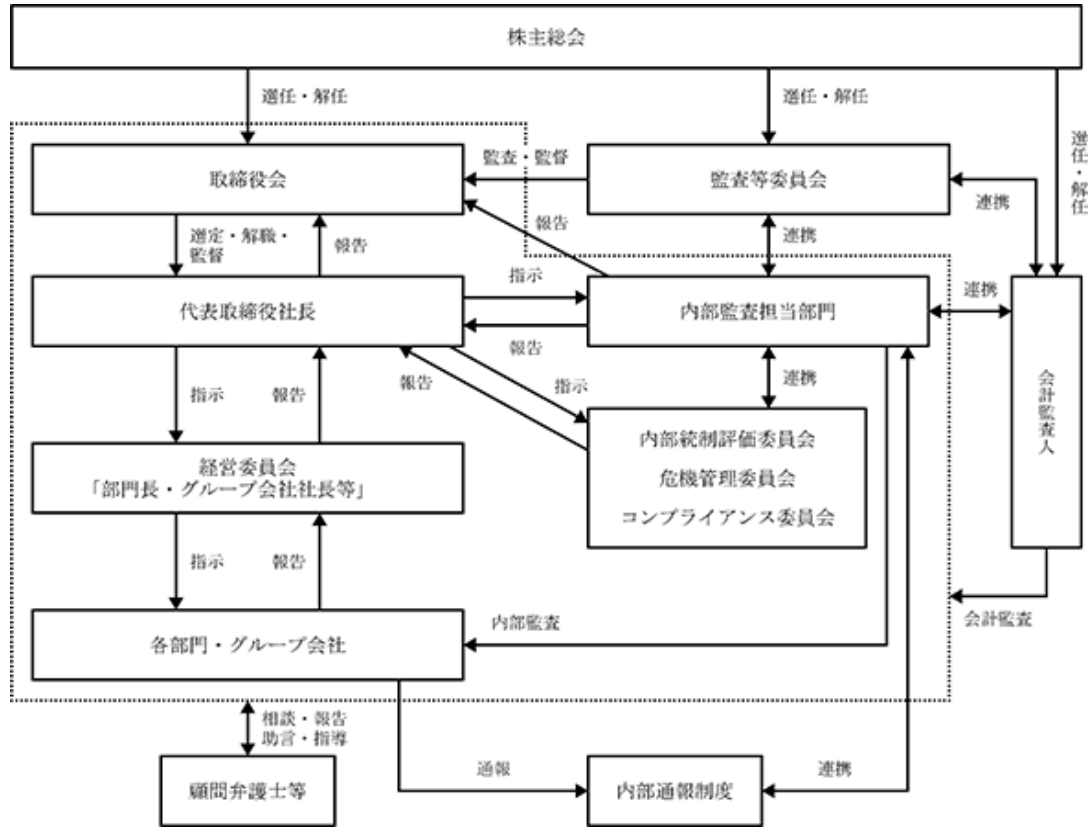 株主総会
選任・解任
選任・解任
選任・解任
取締役会
監査・監督
監査等委員会
連携
選定・解職・
監督
報告
報告
連携
代表取締役社長
指示
報告
内部監査担当部門
連携
会計監査人
指示
報告
報告
指示
連携
内部統制評価委員会
危機管理委員会
コンプライアンス委員会
経営委員会
「部門長・グループ会社社長等」
指示
報告
各部門・グループ会社
内部監査
会計監査
相談・報告
助言・指導
顧問弁護士等
通報
内部通報制度
連携